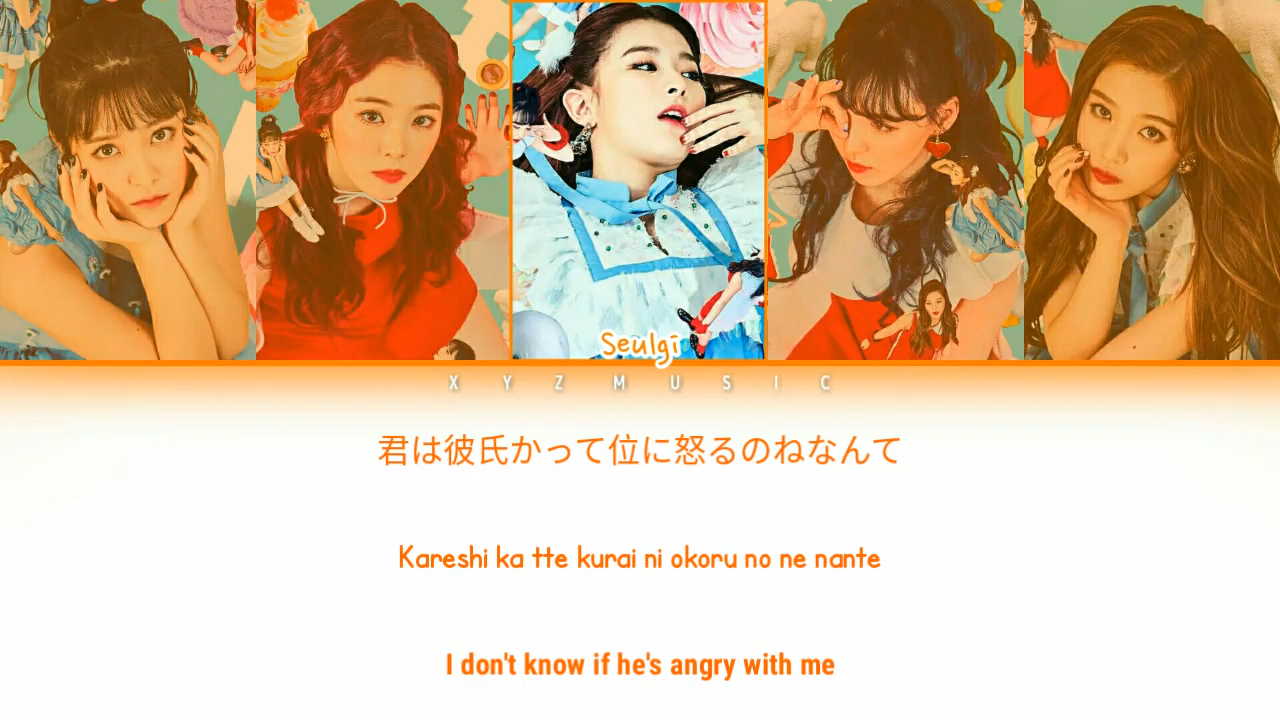 Seulgi
X Y Z M U S I C
君は彼氏かって位に怒るのねなんて
Kareshi ka tte kurai ni okoru no ne nante
I don't know if he's angry with me